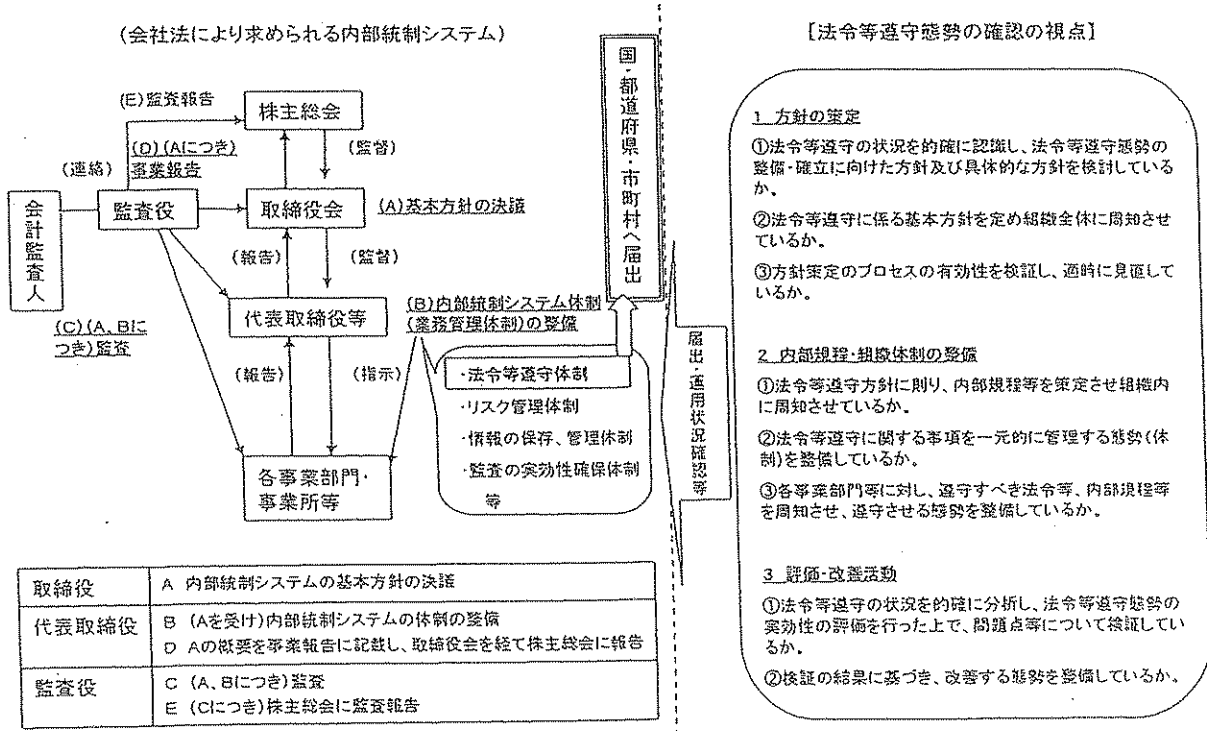 (会社法により求められる内部統制システム)
(E)監査報告
株主総会
(D)(Aにつき)
事業報告
(監督)
(連絡)
会計監査人
監査役
取締役会
(A)基本方針の決議
(報告)
(監督)
代表取締役等
(B)内部統制システム体制
(業務管理体制)の整備
(C)(A、Bに
つき)監査
(報告)
(指示)
・法令等遵守体制
・リスク管理体制
・情報の保存、管理体制
・監査の実効性確保体制
等
各事業部門・
事業所等
国・都道府県・市町村へ届出
届出・運用状況確認等
取締役
A 内部統制システムの基本方針の決議
代表取締役
B (Aを受け)内部統制システムの体制の整備
D Aの概要を事業報告に記載し、取締役会を経て株主総会に報告
監査役
C (A、Bにつき)監査
E (Cにつき)株主総会に監査報告
[法令等遵守態勢の確認の視点]
1 方針の策定
①法令等遵守の状況を的確に認識し、法令等遵守態勢の
整備・確立に向けた方針及び具体的な方針を検討している
か。
②法令等遵守に係る基本方針を定め組織全体に周知させ
ているか。
③方針策定のプロセスの有効性を検証し、適時に見直して
いるか。
2 内部規程・組織体制の整備
①法令等遵守方針に則り、内部規程等を策定させ組織内
に周知させているか。
②法令等遵守に関する事項を一元的に管理する態勢(体
制)を整備しているか。
③各事業部門等に対し、遵守すべき法令等、内部規程等
を周知させ、遵守させる態勢を整備しているか。
3 評価・改善活動
①法令等遵守の状況を的確に分析し、法令等遵守態勢の
実効性の評価を行った上で、問題点等について検証してい
るか。
②検証の結果に基づき、改善する態勢を整備しているか。